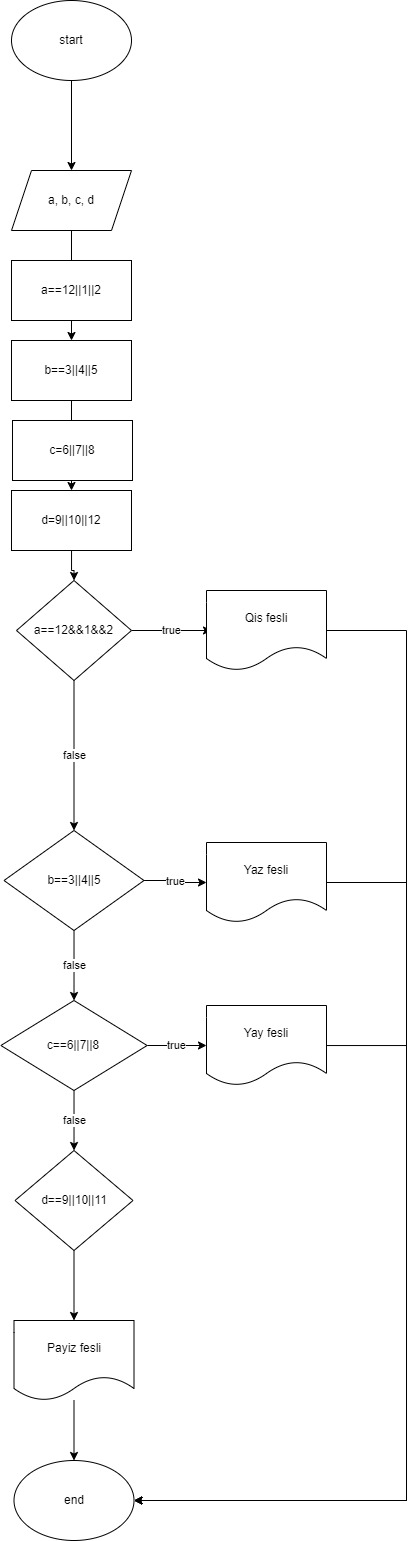 start
a, b, c, d
a==12||1||2
b==3||4||5
c=6||7||8
d=9||10||12
a==12&&1&&2
true
Qis fesli
false
b==3||4||5
true
Yaz fesli
false
c==6||7||8
true
Yay fesli
false
d==9||10||11
Payiz fesli
end